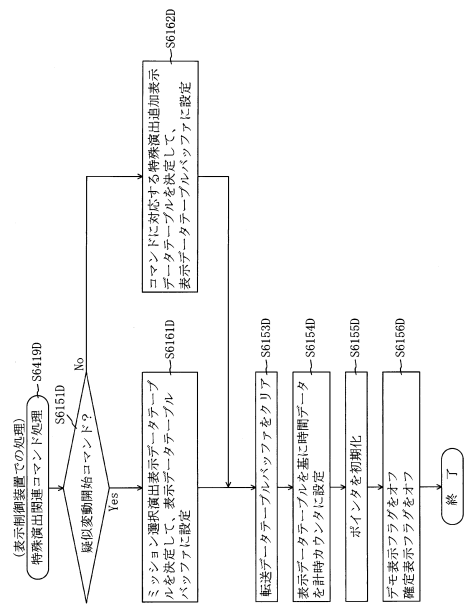 (表示制御装置での処理)
特殊演出関連コマンド処理
S6419D
S6151D
疑似変動開始コマンド?
No
Yes
S6161D
ミッション選択演出表示データテーブ
ルを決定して、表示データテーブル
バッファに設定
S6162D
コマンドに対応する特殊演出追加表示
データテーブルを決定して、
表示データテーブルバッファに設定
S6153D
転送データテーブルバッファをクリア
S6154D
表示データテーブルを基に時間データ
を計時カウンタに設定
S6155D
ポインタを初期化
S6156D
デモ表示フラグをオフ
確定表示フラグをオフ
終 了